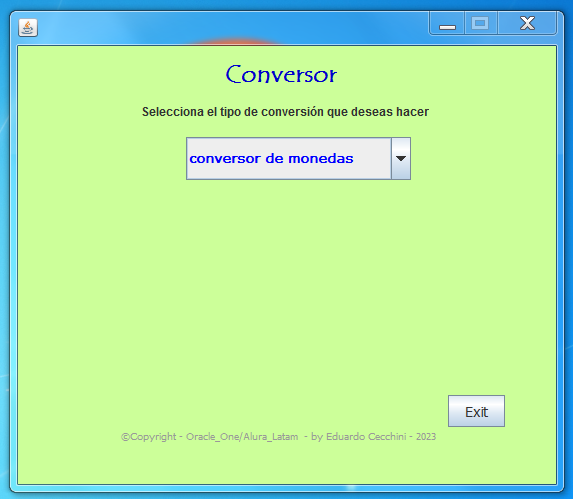 Conversor
Selecciona el tipo de conversión que deseas hacer
conversor de monedas
Exit
©Copyright - Oracle_One/Alura_Latam - by Eduardo Cecchini - 2023